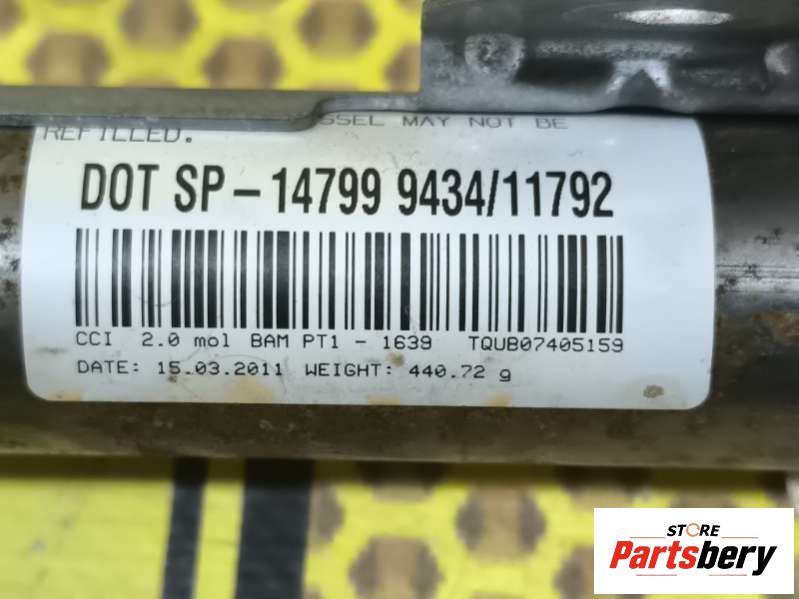 MAY NOT BE
REFILLED.
DOT SP-14799 9434/11792
CCI 2.0 mol BAM PT1 - 1639 TQUB07405159
DATE: 15.03.2011 WEIGHT: 440.72 g
STORE
Partsbery